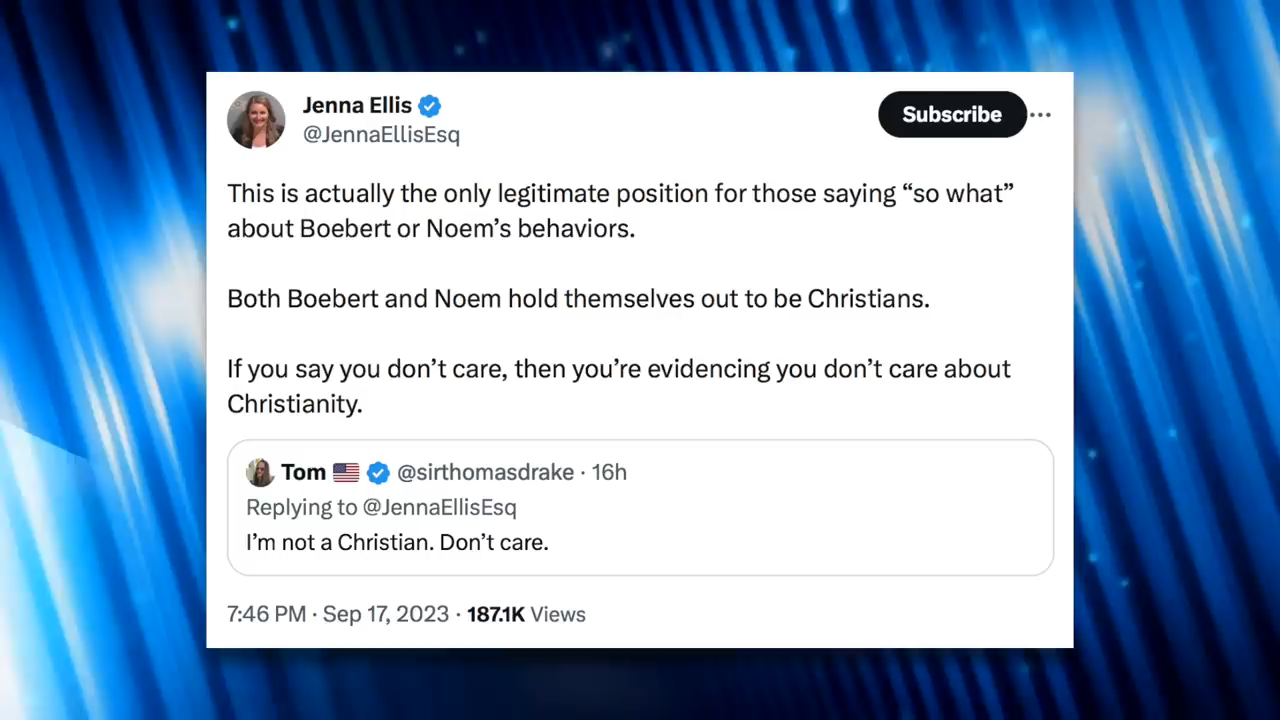 Jenna Ellis
@JennaEllisEsq
Subscribe
This is actually the only legitimate position for those saying “so what”
about Boebert or Noem’s behaviors.
Both Boebert and Noem hold themselves out to be Christians.
If you say you don’t care, then you’re evidencing you don’t care about
Christianity.
Tom 🇺🇸 @sirthomasdrake · 16h
Replying to @JennaEllisEsq
I’m not a Christian. Don’t care.
7:46 PM · Sep 17, 2023 · 187.1K Views